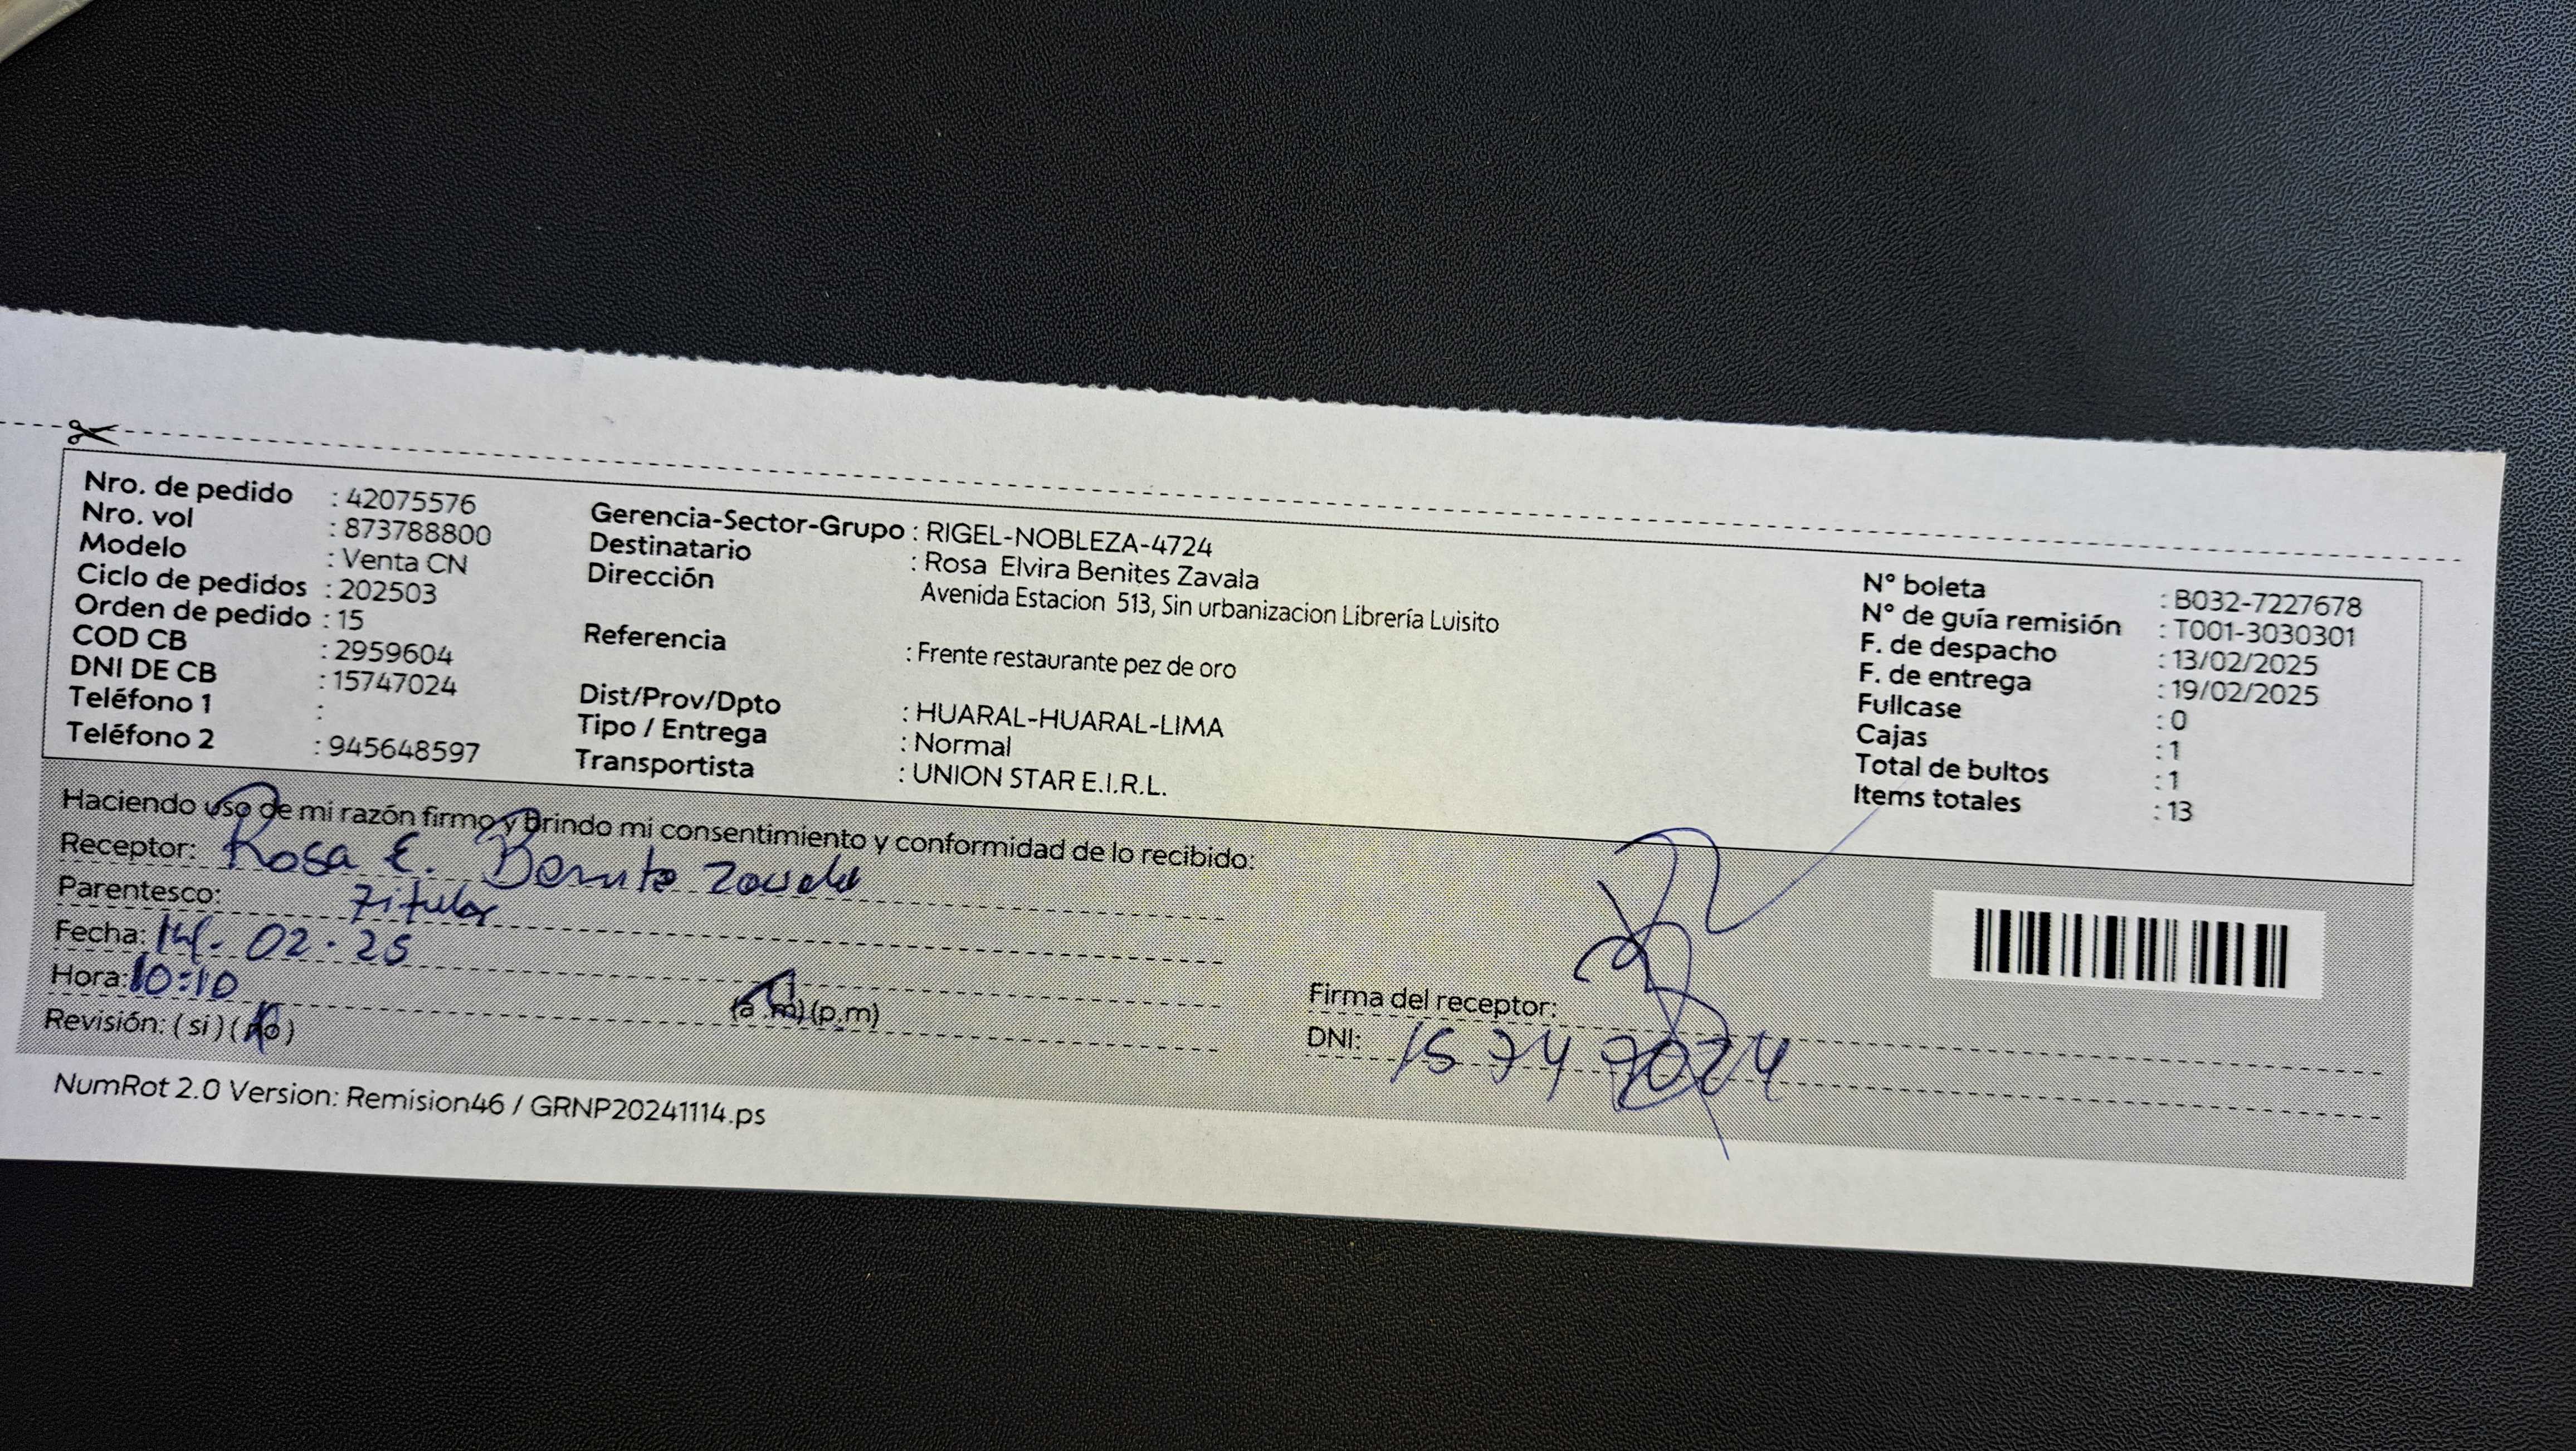 Nro. de pedido : 42075576
Nro. vol : 873788800
Modelo : Venta CN
Ciclo de pedidos : 202503
Orden de pedido : 15
COD CB : 2959604
DNI DE CB : 15747024
Teléfono 1 :
Teléfono 2 : 945648597
Gerencia-Sector-Grupo : RIGEL-NOBLEZA-4724
Destinatario : Rosa Elvira Benites Zavala
Dirección
Avenida Estacion 513, Sin urbanizacion Librería Luisito
Referencia : Frente restaurante pez de oro
Dist/Prov/Dpto : HUARAL-HUARAL-LIMA
Tipo / Entrega : Normal
Transportista : UNION STAR E.I.R.L.
N° boleta : B032-7227678
N° de guía remisión : T001-3030301
F. de despacho : 13/02/2025
F. de entrega : 19/02/2025
Fullcase : 0
Cajas : 1
Total de bultos : 1
Items totales : 13
Haciendo uso de mi razón firmo y brindo mi consentimiento y conformidad de lo recibido:
Receptor: Rosa E. Benites Zavala
Parentesco: Titular
Fecha: 14. 02. 25
Hora: 10:10 (a.m) (p.m)
Revisión: ( si ) ( no )
Firma del receptor:
DNI: 15747024
NumRot 2.0 Version: Remision46 / GRNP20241114.ps